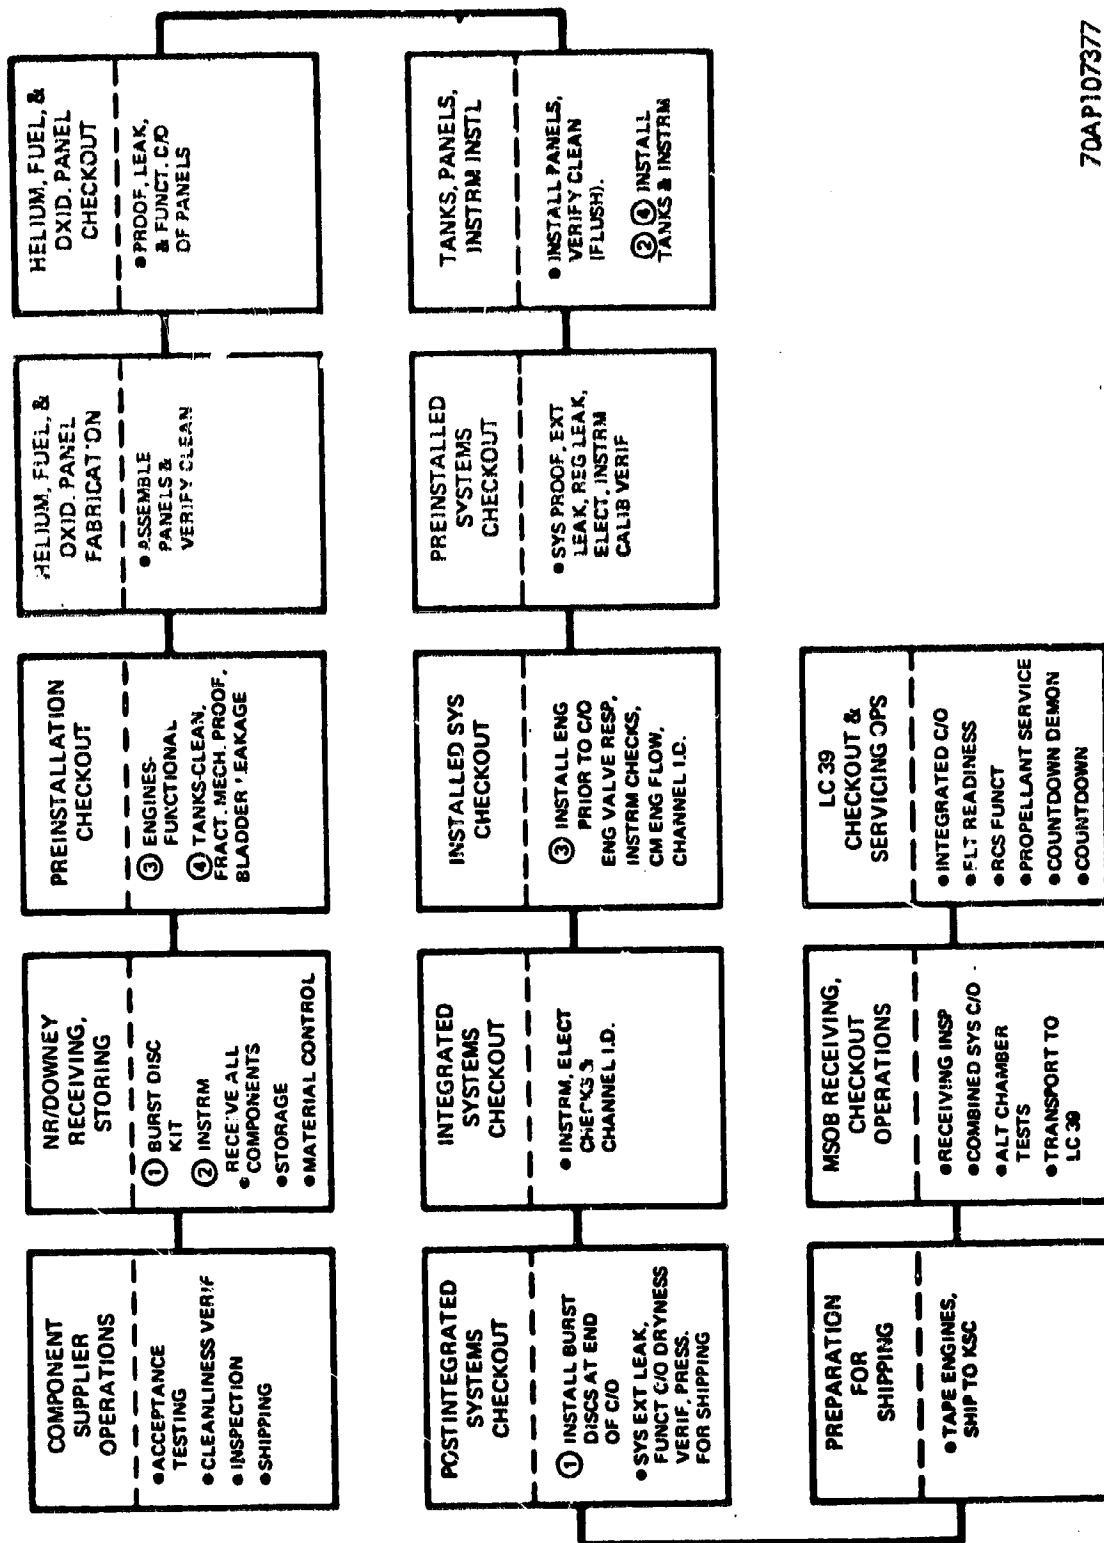 COMPONENT
SUPPLIER
OPERATIONS
●ACCEPTANCE
TESTING
●CLEANLINESS VERIF
●INSPECTION
●SHIPPING
NR/DOWNEY
RECEIVING,
STORING
① BURST DISC
KIT
② INSTRM
RECEIVE ALL
● COMPONENTS
●STORAGE
●MATERIAL CONTROL
PREINSTALLATION
CHECKOUT
③ ENGINES-
FUNCTIONAL
④ TANKS-CLEAN,
FRACT. MECH. PROOF,
BLADDER LEAKAGE
HELIUM, FUEL, &
OXID. PANEL
FABRICATION
●ASSEMBLE
PANELS &
VERIFY CLEAN
HELIUM, FUEL, &
OXID. PANEL
CHECKOUT
●PROOF, LEAK,
& FUNCT. C/O
OF PANELS
TANKS, PANELS,
INSTRM INSTL
●INSTALL PANELS,
VERIFY CLEAN
(FLUSH).
② ④ INSTALL
TANKS & INSTRM
PREINSTALLED
SYSTEMS
CHECKOUT
●SYS PROOF, EXT
LEAK, REG LEAK,
ELECT, INSTRM
CALIB VERIF
INSTALLED SYS
CHECKOUT
③ INSTALL ENG
PRIOR TO C/O
ENG VALVE RESP,
INSTRM CHECKS,
CM ENG FLOW,
CHANNEL I.D.
INTEGRATED
SYSTEMS
CHECKOUT
●INSTRM, ELECT
CHECKS &
CHANNEL I.D.
POSTINTEGRATED
SYSTEMS
CHECKOUT
① INSTALL BURST
DISCS AT END
OF C/O
●SYS EXT LEAK,
FUNCT C/O DRYNESS
VERIF, PRESS.
FOR SHIPPING
PREPARATION
FOR
SHIPPING
●TAPE ENGINES,
SHIP TO KSC
MSOB RECEIVING,
CHECKOUT
OPERATIONS
●RECEIVING INSP
●COMBINED SYS C/O
●ALT CHAMBER
TESTS
●TRANSPORT TO
LC 39
LC 39
CHECKOUT &
SERVICING OPS
●INTEGRATED C/O
●FLT READINESS
●RCS FUNCT
●PROPELLANT SERVICE
●COUNTDOWN DEMON
●COUNTDOWN
70AP107377